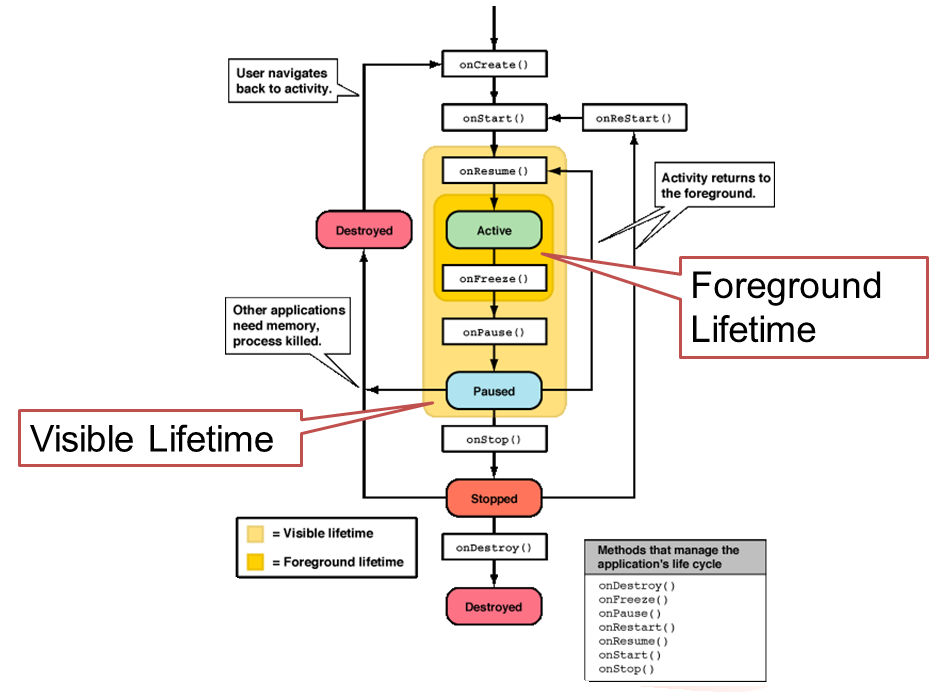 onCreate()
User navigates
back to activity.
onStart()
onReStart()
onResume()
Activity returns to
the foreground.
Destroyed
Active
onFreeze()
Foreground
Lifetime
Other applications
need memory,
process killed.
onPause()
Paused
Visible Lifetime
onStop()
Stopped
= Visible lifetime
= Foreground lifetime
onDestroy()
Destroyed
Methods that manage the
application's life cycle
onDestroy()
onFreeze()
onPause()
onRestart()
onResume()
onStart()
onStop()